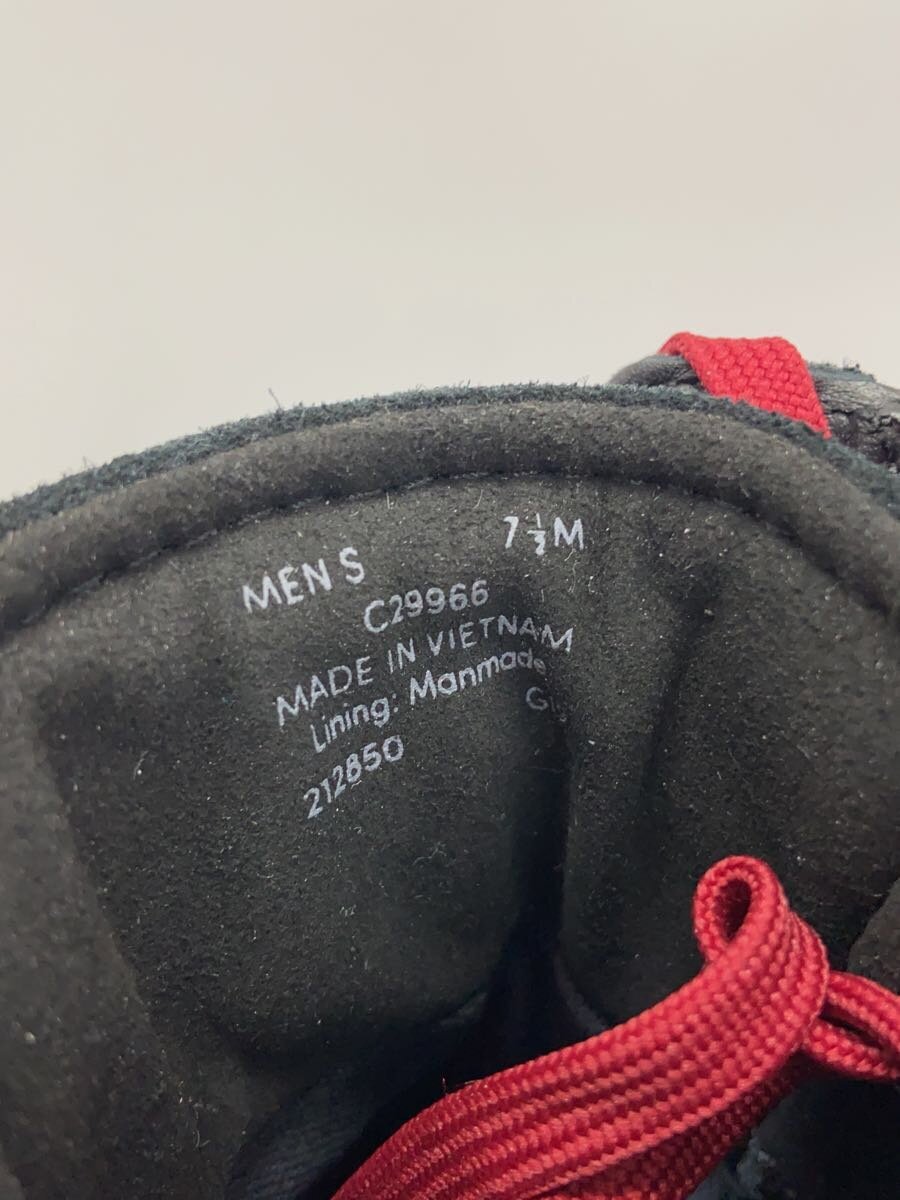 MEN'S 7½M
C29966
MADE IN VIETNAM
Lining: Manmade
212850